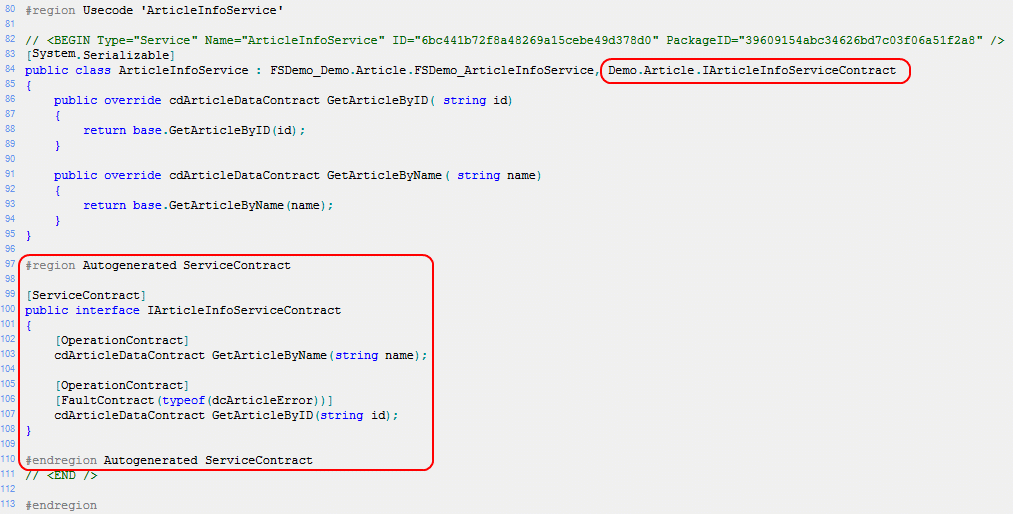 80 #region Usecode 'ArticleInfoService'
81
82 // <BEGIN Type="Service" Name="ArticleInfoService" ID="6bc441b72f8a48269a15cebe49d378d0" PackageID="39609154abc34626bd7c03f06a51f2a8" />
83 [System.Serializable]
84 public class ArticleInfoService : FSDemo_Demo.Article.FSDemo_ArticleInfoService, Demo.Article.IArticleInfoServiceContract
85 {
86 public override cdArticleDataContract GetArticleByID( string id)
87 {
88 return base.GetArticleByID(id);
89 }
90
91 public override cdArticleDataContract GetArticleByName( string name)
92 {
93 return base.GetArticleByName(name);
94 }
95 }
96
97 #region Autogenerated ServiceContract
98
99 [ServiceContract]
100 public interface IArticleInfoServiceContract
101 {
102 [OperationContract]
103 cdArticleDataContract GetArticleByName(string name);
104
105 [OperationContract]
106 [FaultContract(typeof(dcArticleError))]
107 cdArticleDataContract GetArticleByID(string id);
108 }
109
110 #endregion Autogenerated ServiceContract
111 // <END />
112
113 #endregion